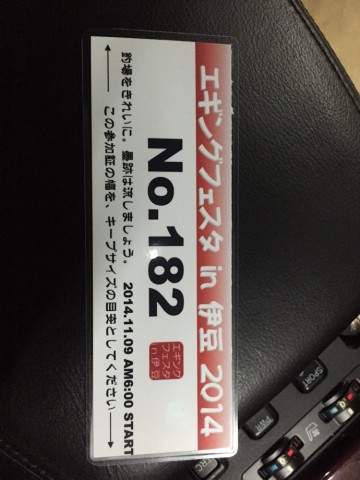 エギングフェスタ in 伊豆 2014
No.182
エギング
フェスタ
in 伊豆
釣場をきれいに。墨跡は流しましょう。 2014.11.09 AM6:00 START
← この参加証の幅を、キープサイズの目安としてください →
SPORT
PWR